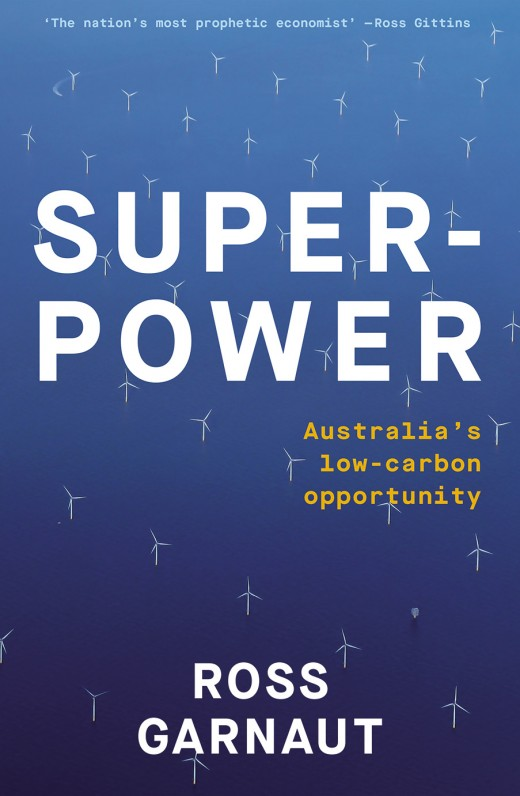 ‘The nation’s most prophetic economist’ —Ross Gittins
SUPER-
POWER
Australia’s
low-carbon
opportunity
ROSS
GARNAUT